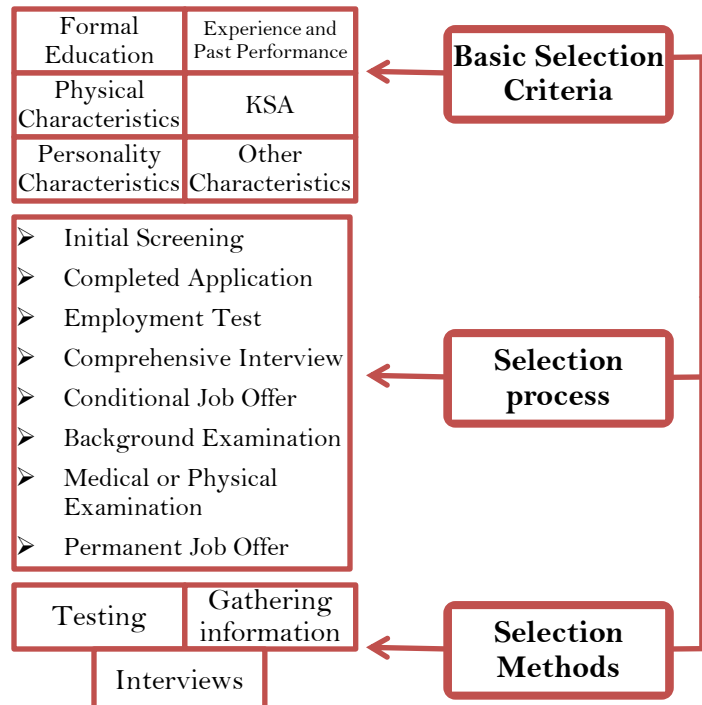 Formal
Education
Experience and
Past Performance
Physical
Characteristics
KSA
Personality
Characteristics
Other
Characteristics
Basic Selection
Criteria
➢ Initial Screening
➢ Completed Application
➢ Employment Test
➢ Comprehensive Interview
➢ Conditional Job Offer
➢ Background Examination
➢ Medical or Physical
Examination
➢ Permanent Job Offer
Selection
process
Testing
Gathering
information
Interviews
Selection
Methods